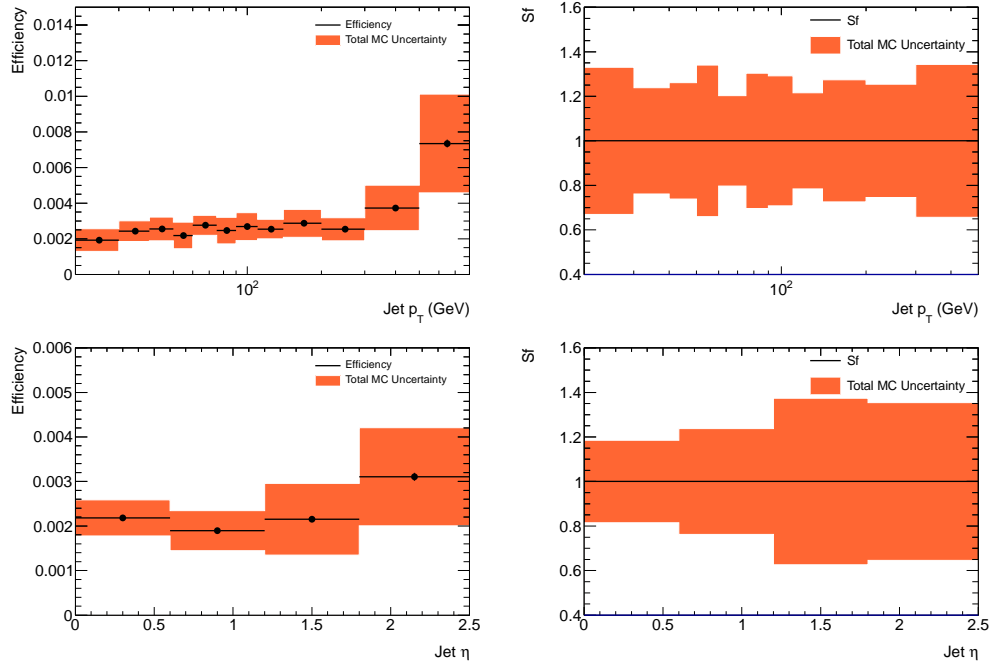 Efficiency
0.015
0.01
0.008
0.006
0.004
0.002
0
Efficiency
Total MC Uncertainty
10²
Jet p_T (GeV)
Sf
1.6
1.4
1.2
1
0.8
0.6
0.4
Sf
Total MC Uncertainty
10²
Jet p_T (GeV)
Efficiency
0.006
0.004
0.003
0.002
0.001
0
Efficiency
Total MC Uncertainty
0 0.5 1 1.5 2 2.5
Jet η
Sf
1.6
1.4
1.2
1
0.8
0.6
0.4
Sf
Total MC Uncertainty
0 0.5 1 1.5 2 2.5
Jet η